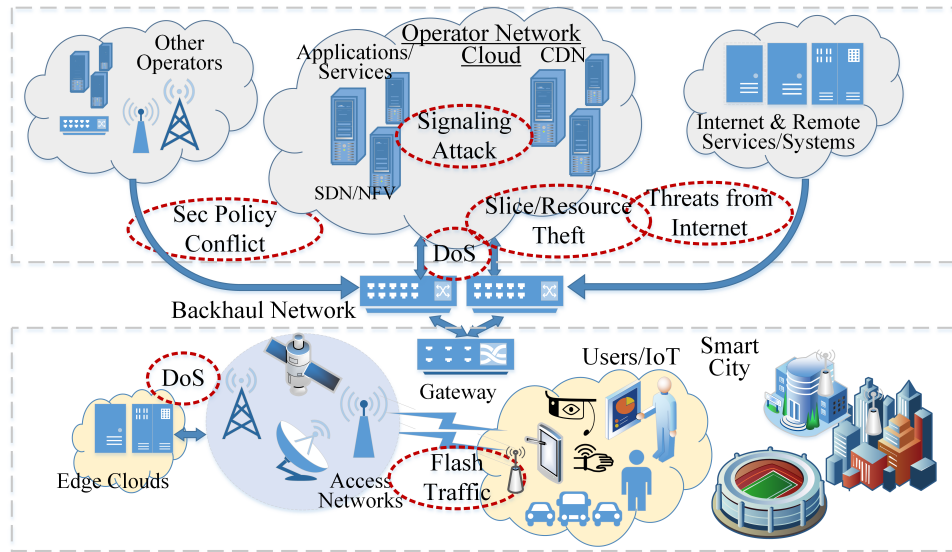 Other
Operators
Operator Network
Cloud
Applications/
Services
CDN
Signaling
Attack
SDN/NFV
Internet & Remote
Services/Systems
Sec Policy
Conflict
Slice/Resource
Theft
Threats from
Internet
DoS
Backhaul Network
Gateway
Users/IoT
Smart
City
DoS
Edge Clouds
Access
Networks
Flash
Traffic